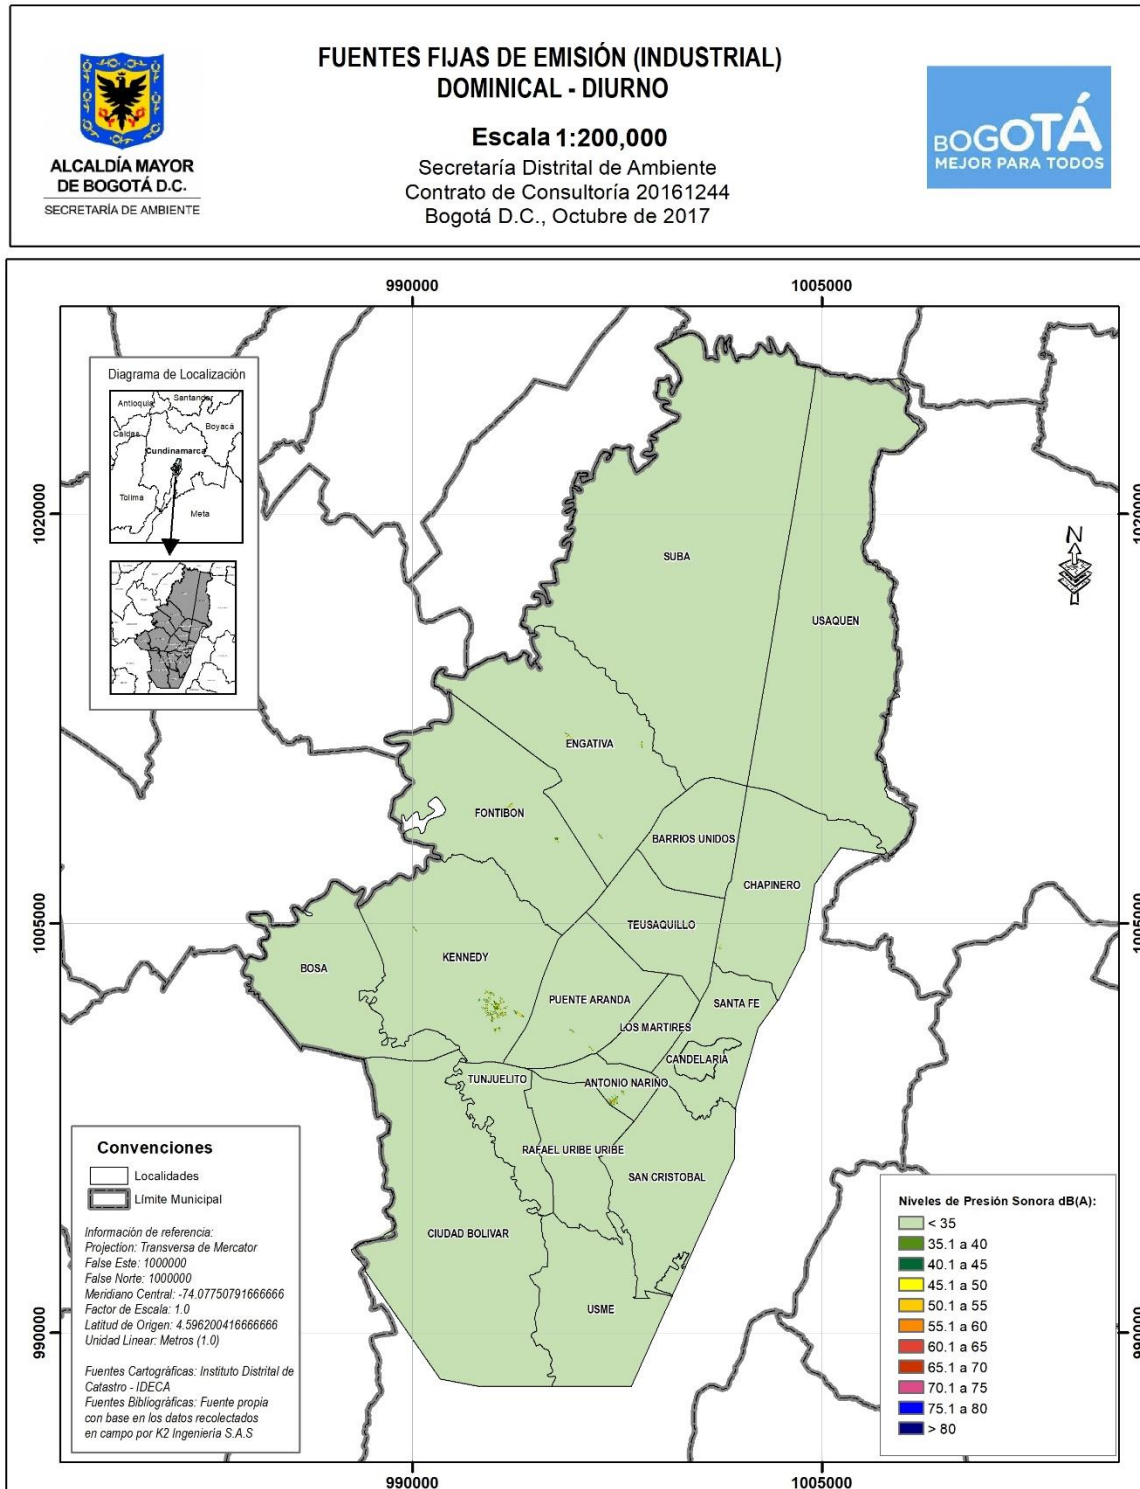 FUENTES FIJAS DE EMISIÓN (INDUSTRIAL)
DOMINICAL - DIURNO
Escala 1:200,000
Secretaría Distrital de Ambiente
Contrato de Consultoría 20161244
Bogotá D.C., Octubre de 2017
ALCALDÍA MAYOR
DE BOGOTÁ D.C.
SECRETARÍA DE AMBIENTE
BOGOTÁ
MEJOR PARA TODOS
990000
1005000
Diagrama de Localización
Antioquia
Santander
Boyacá
Caldas
Cundinamarca
Tolima
Meta
1020000
1020000
N
SUBA
USAQUEN
ENGATIVA
FONTIBON
BARRIOS UNIDOS
CHAPINERO
1005000
1005000
TEUSAQUILLO
KENNEDY
BOSA
PUENTE ARANDA
SANTA FE
LOS MARTIRES
CANDELARIA
TUNJUELITO
ANTONIO NARIÑO
RAFAEL URIBE URIBE
SAN CRISTOBAL
CIUDAD BOLIVAR
USME
990000
990000
Convenciones
Localidades
Límite Municipal
Información de referencia:
Projection: Transversa de Mercator
False Este: 1000000
False Norte: 1000000
Meridiano Central: -74.07750791666666
Factor de Escala: 1.0
Latitud de Origen: 4.596200416666666
Unidad Linear: Metros (1.0)
Fuentes Cartográficas: Instituto Distrital de
Catastro - IDECA
Fuentes Bibliográficas: Fuente propia
con base en los datos recolectados
en campo por K2 Ingeniería S.A.S
Niveles de Presión Sonora dB(A):
< 35
35.1 a 40
40.1 a 45
45.1 a 50
50.1 a 55
55.1 a 60
60.1 a 65
65.1 a 70
70.1 a 75
75.1 a 80
> 80
990000
1005000